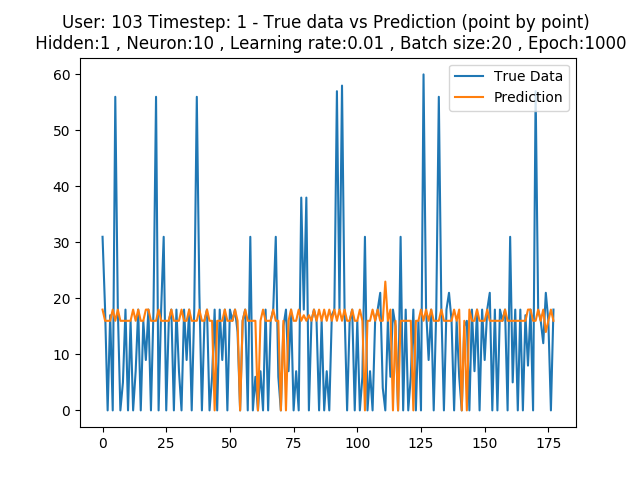 User: 103 Timestep: 1 - True data vs Prediction (point by point)
Hidden:1 , Neuron:10 , Learning rate:0.01 , Batch size:20 , Epoch:1000
True Data
Prediction
60
50
40
30
20
10
0
0 25 50 75 100 125 150 175